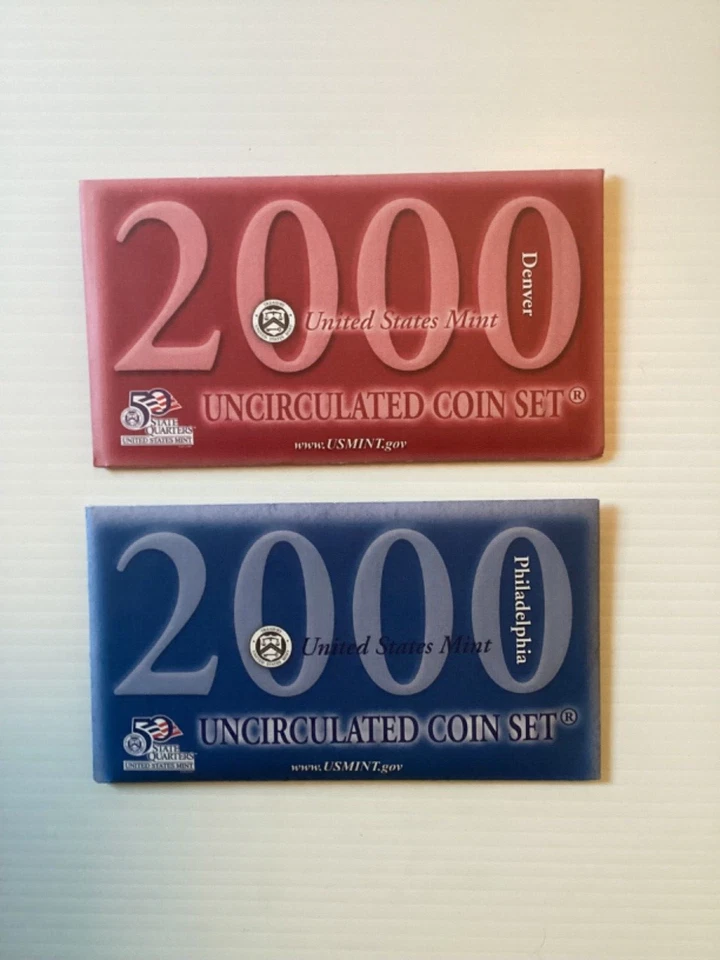 2000
Denver
United States Mint
50
STATE
QUARTERS
UNITED STATES MINT
UNCIRCULATED COIN SET®
www.USMINT.gov
2000
Philadelphia
United States Mint
50
STATE
QUARTERS
UNITED STATES MINT
UNCIRCULATED COIN SET®
www.USMINT.gov